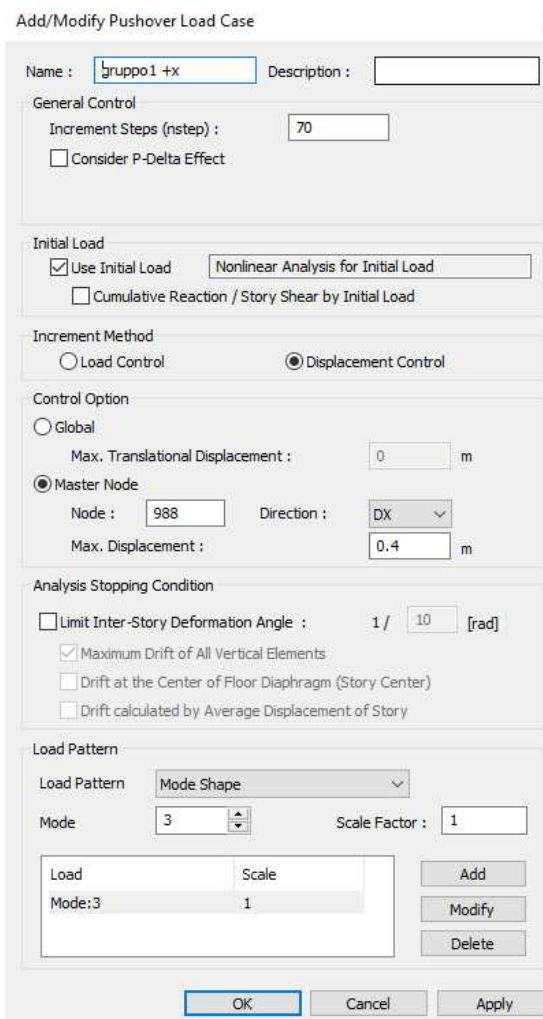 Add/Modify Pushover Load Case
Name : gruppo1 +x Description :
General Control
Increment Steps (nstep) : 70
Consider P-Delta Effect
Initial Load
Use Initial Load Nonlinear Analysis for Initial Load
Cumulative Reaction / Story Shear by Initial Load
Increment Method
Load Control Displacement Control
Control Option
Global
Max. Translational Displacement : 0 m
Master Node
Node : 988 Direction : DX
Max. Displacement : 0.4 m
Analysis Stopping Condition
Limit Inter-Story Deformation Angle : 1 / 10 [rad]
Maximum Drift of All Vertical Elements
Drift at the Center of Floor Diaphragm (Story Center)
Drift calculated by Average Displacement of Story
Load Pattern
Load Pattern Mode Shape
Mode 3 Scale Factor : 1
Load Scale Add
Mode:3 1 Modify
Delete
OK Cancel Apply